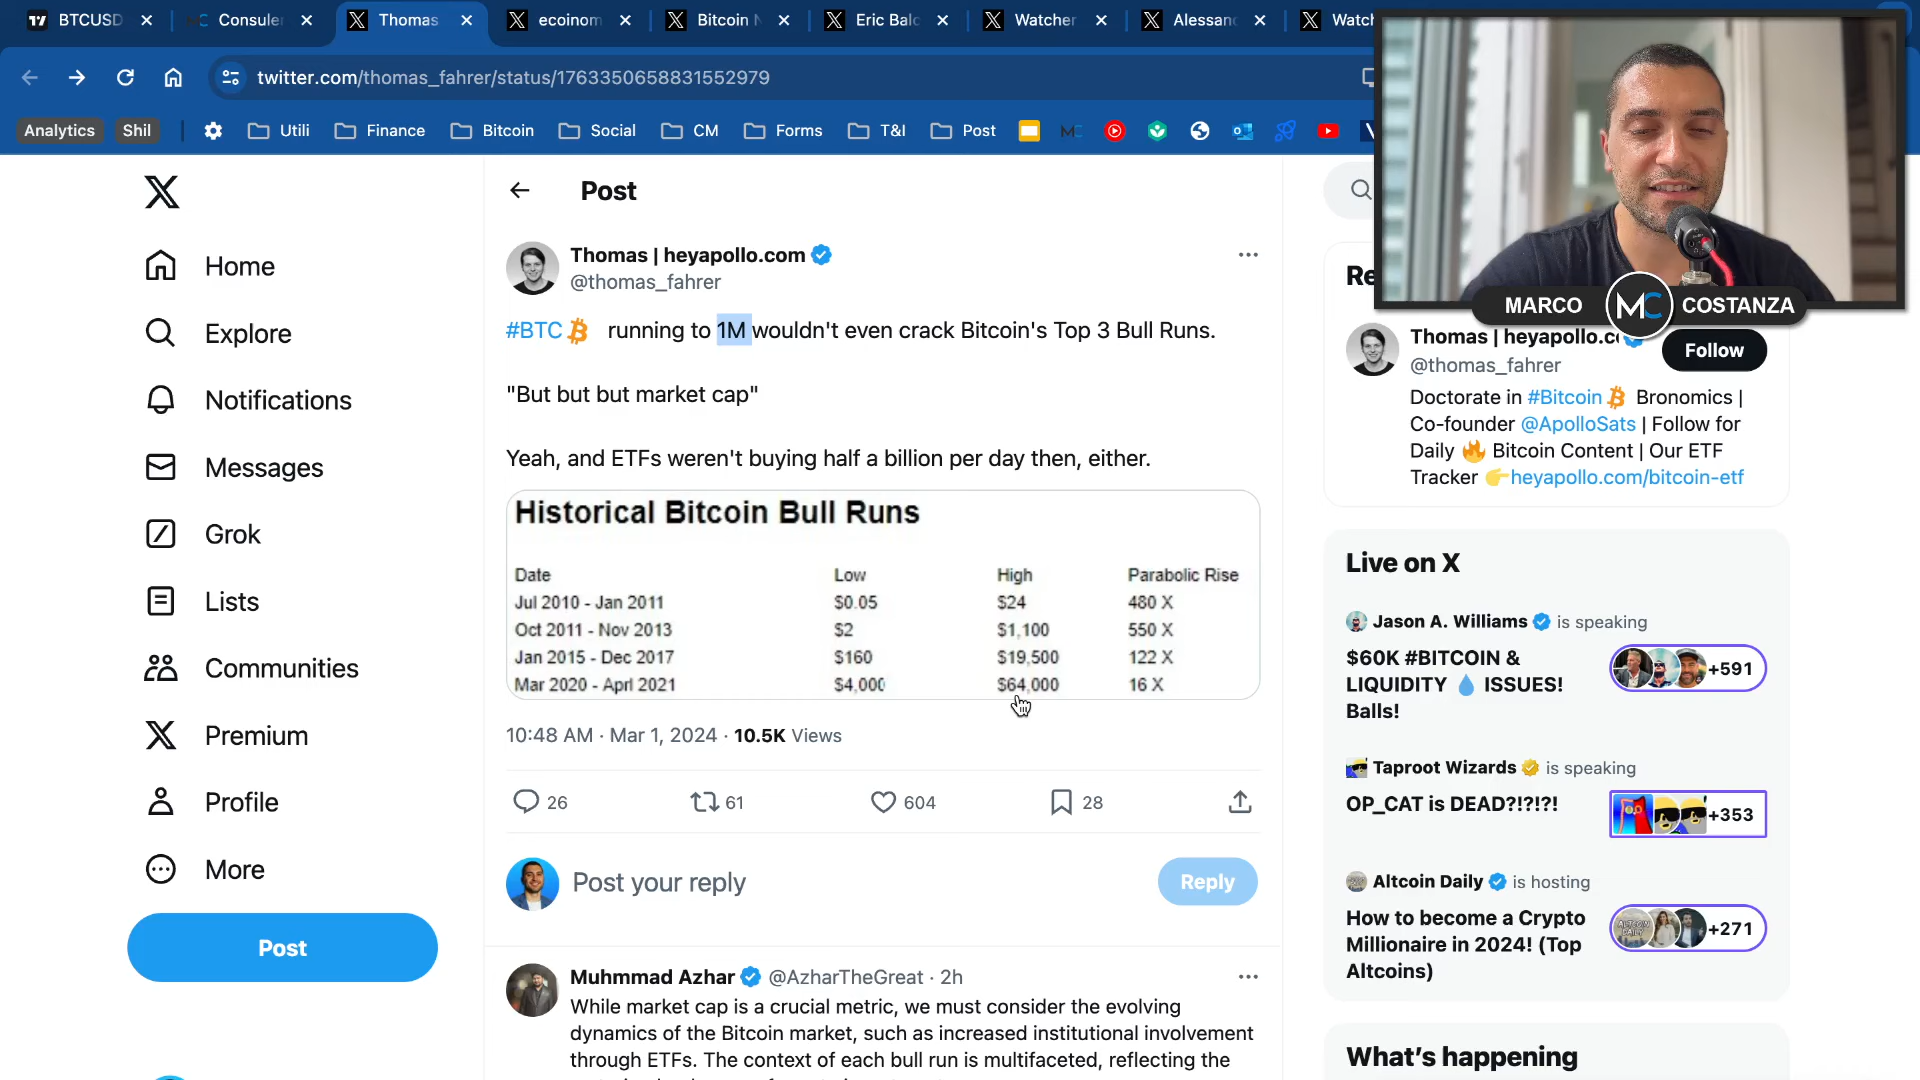 BTCUSD
Consule
Thomas
ecoinom
Bitcoin
Eric Balc
Watcher
Alessan
Watch
twitter.com/thomas_fahrer/status/1763350658831552979
Analytics
Shil
Utili
Finance
Bitcoin
Social
CM
Forms
T&I
Post
MARCO MC COSTANZA
Home
Explore
Notifications
Messages
Grok
Lists
Communities
Premium
Profile
More
Post
Post
Thomas | heyapollo.com
@thomas_fahrer
#BTC running to 1M wouldn't even crack Bitcoin's Top 3 Bull Runs.
"But but but market cap"
Yeah, and ETFs weren't buying half a billion per day then, either.
Historical Bitcoin Bull Runs
Date Low High Parabolic Rise
Jul 2010 - Jan 2011 $0.05 $24 480 X
Oct 2011 - Nov 2013 $2 $1,100 550 X
Jan 2015 - Dec 2017 $160 $19,500 122 X
Mar 2020 - Aprl 2021 $4,000 $64,000 16 X
10:48 AM · Mar 1, 2024 · 10.5K Views
26 61 604 28
Post your reply
Reply
Muhmmad Azhar @AzharTheGreat · 2h
While market cap is a crucial metric, we must consider the evolving
dynamics of the Bitcoin market, such as increased institutional involvement
through ETFs. The context of each bull run is multifaceted, reflecting the
Re
Thomas | heyapollo.co
@thomas_fahrer
Follow
Doctorate in #Bitcoin Bronomics |
Co-founder @ApolloSats | Follow for
Daily Bitcoin Content | Our ETF
Tracker heyapollo.com/bitcoin-etf
Live on X
Jason A. Williams is speaking
$60K #BITCOIN &
LIQUIDITY ISSUES!
Balls!
+591
Taproot Wizards is speaking
OP_CAT is DEAD?!?!?!
+353
Altcoin Daily is hosting
How to become a Crypto
Millionaire in 2024! (Top
Altcoins)
+271
What's happening